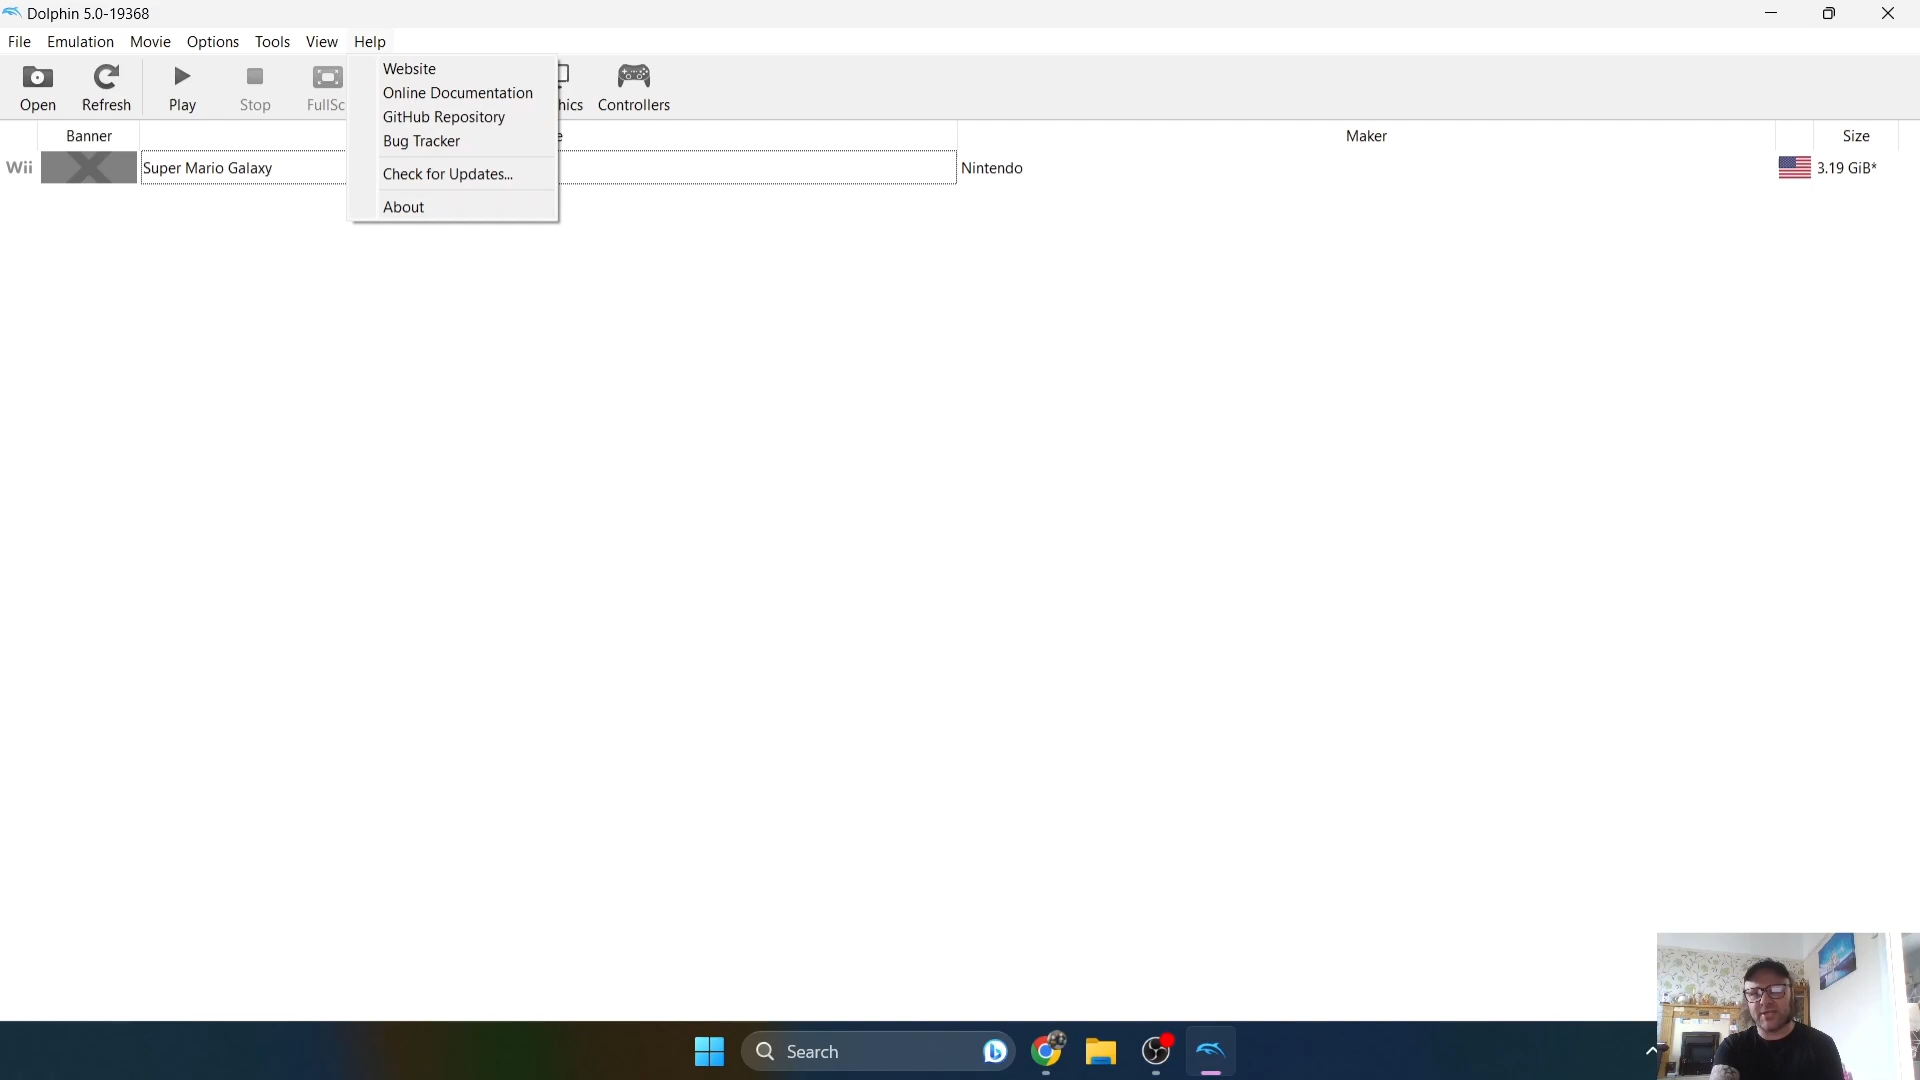 Dolphin 5.0-19368
File Emulation Movie Options Tools View Help
Open Refresh Play Stop FullSc hics Controllers
Website
Online Documentation
GitHub Repository
Bug Tracker
Check for Updates...
About
Banner e Maker Size
Wii Super Mario Galaxy Nintendo 3.19 GiB*
Search